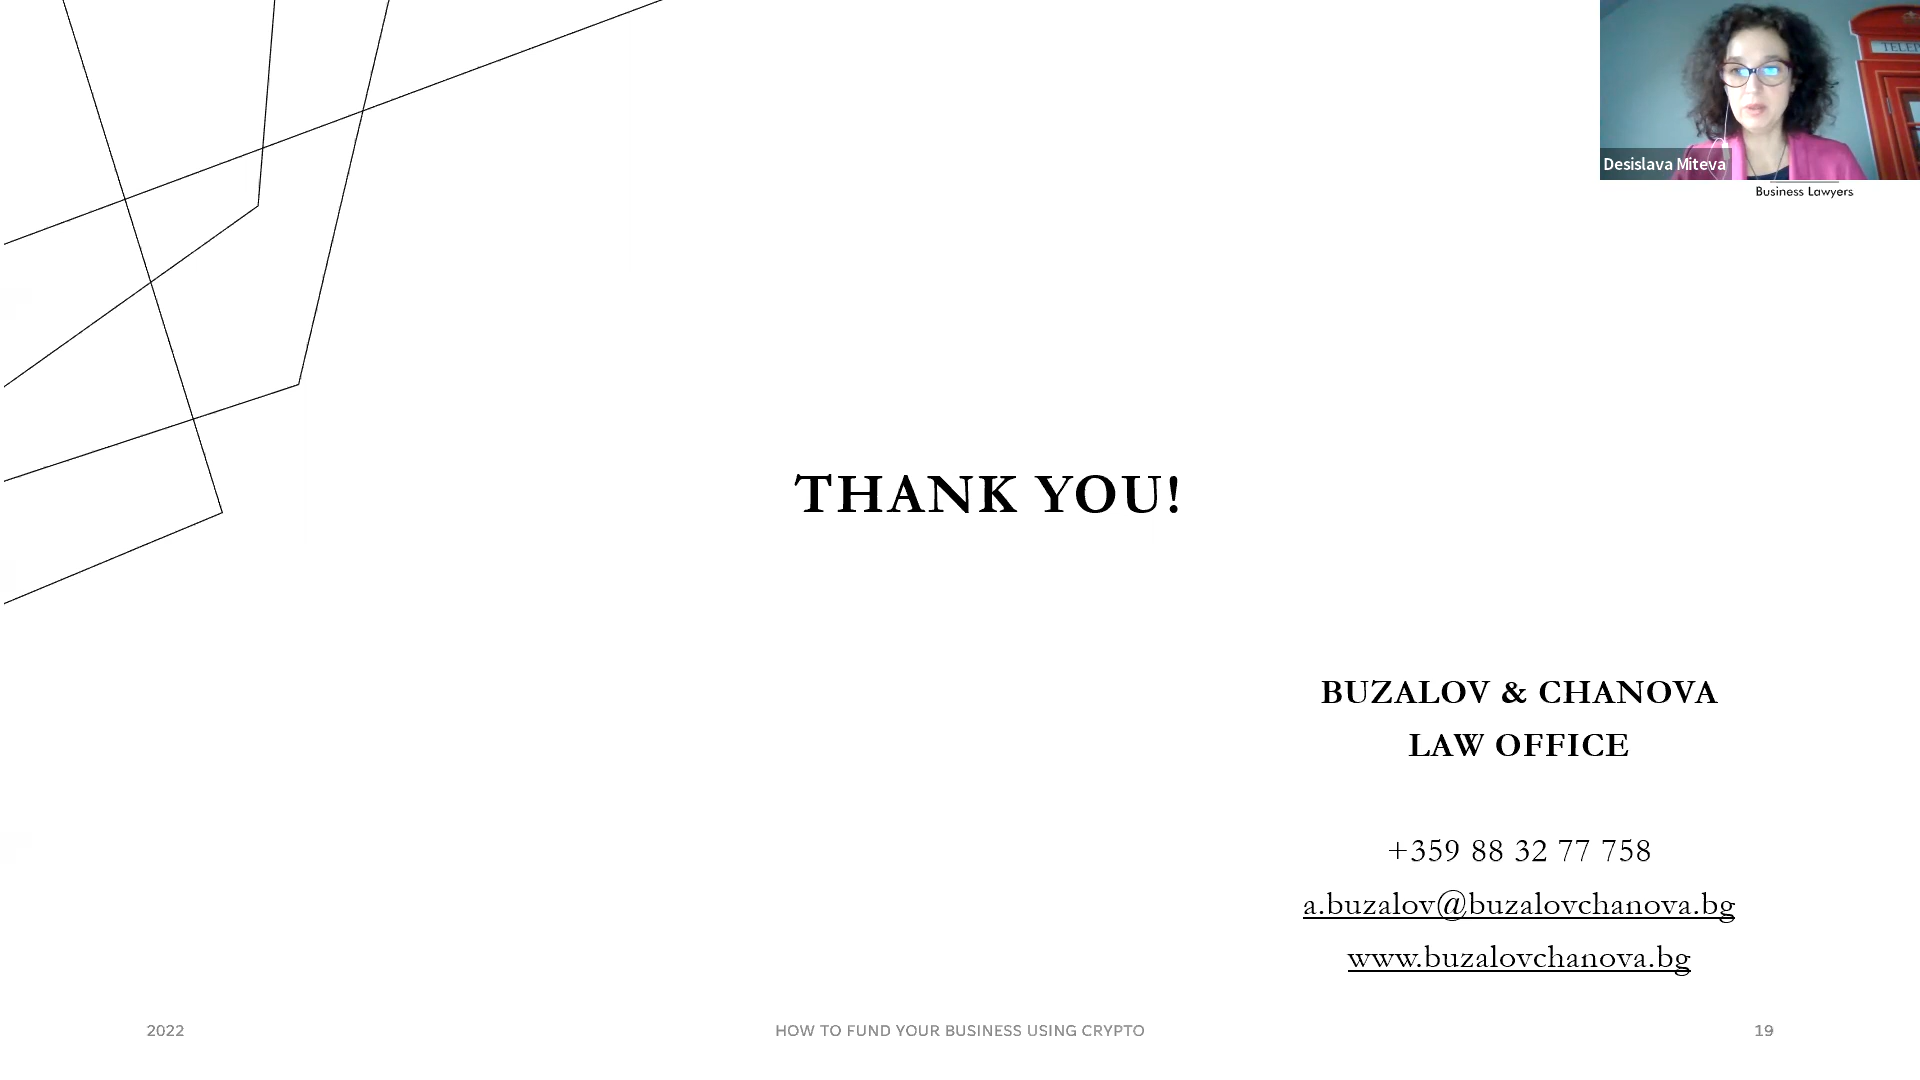 TELE
Desislava Miteva
Business Lawyers
THANK YOU!
BUZALOV & CHANOVA
LAW OFFICE
+359 88 32 77 758
a.buzalov@buzalovchanova.bg
www.buzalovchanova.bg
2022
HOW TO FUND YOUR BUSINESS USING CRYPTO
19